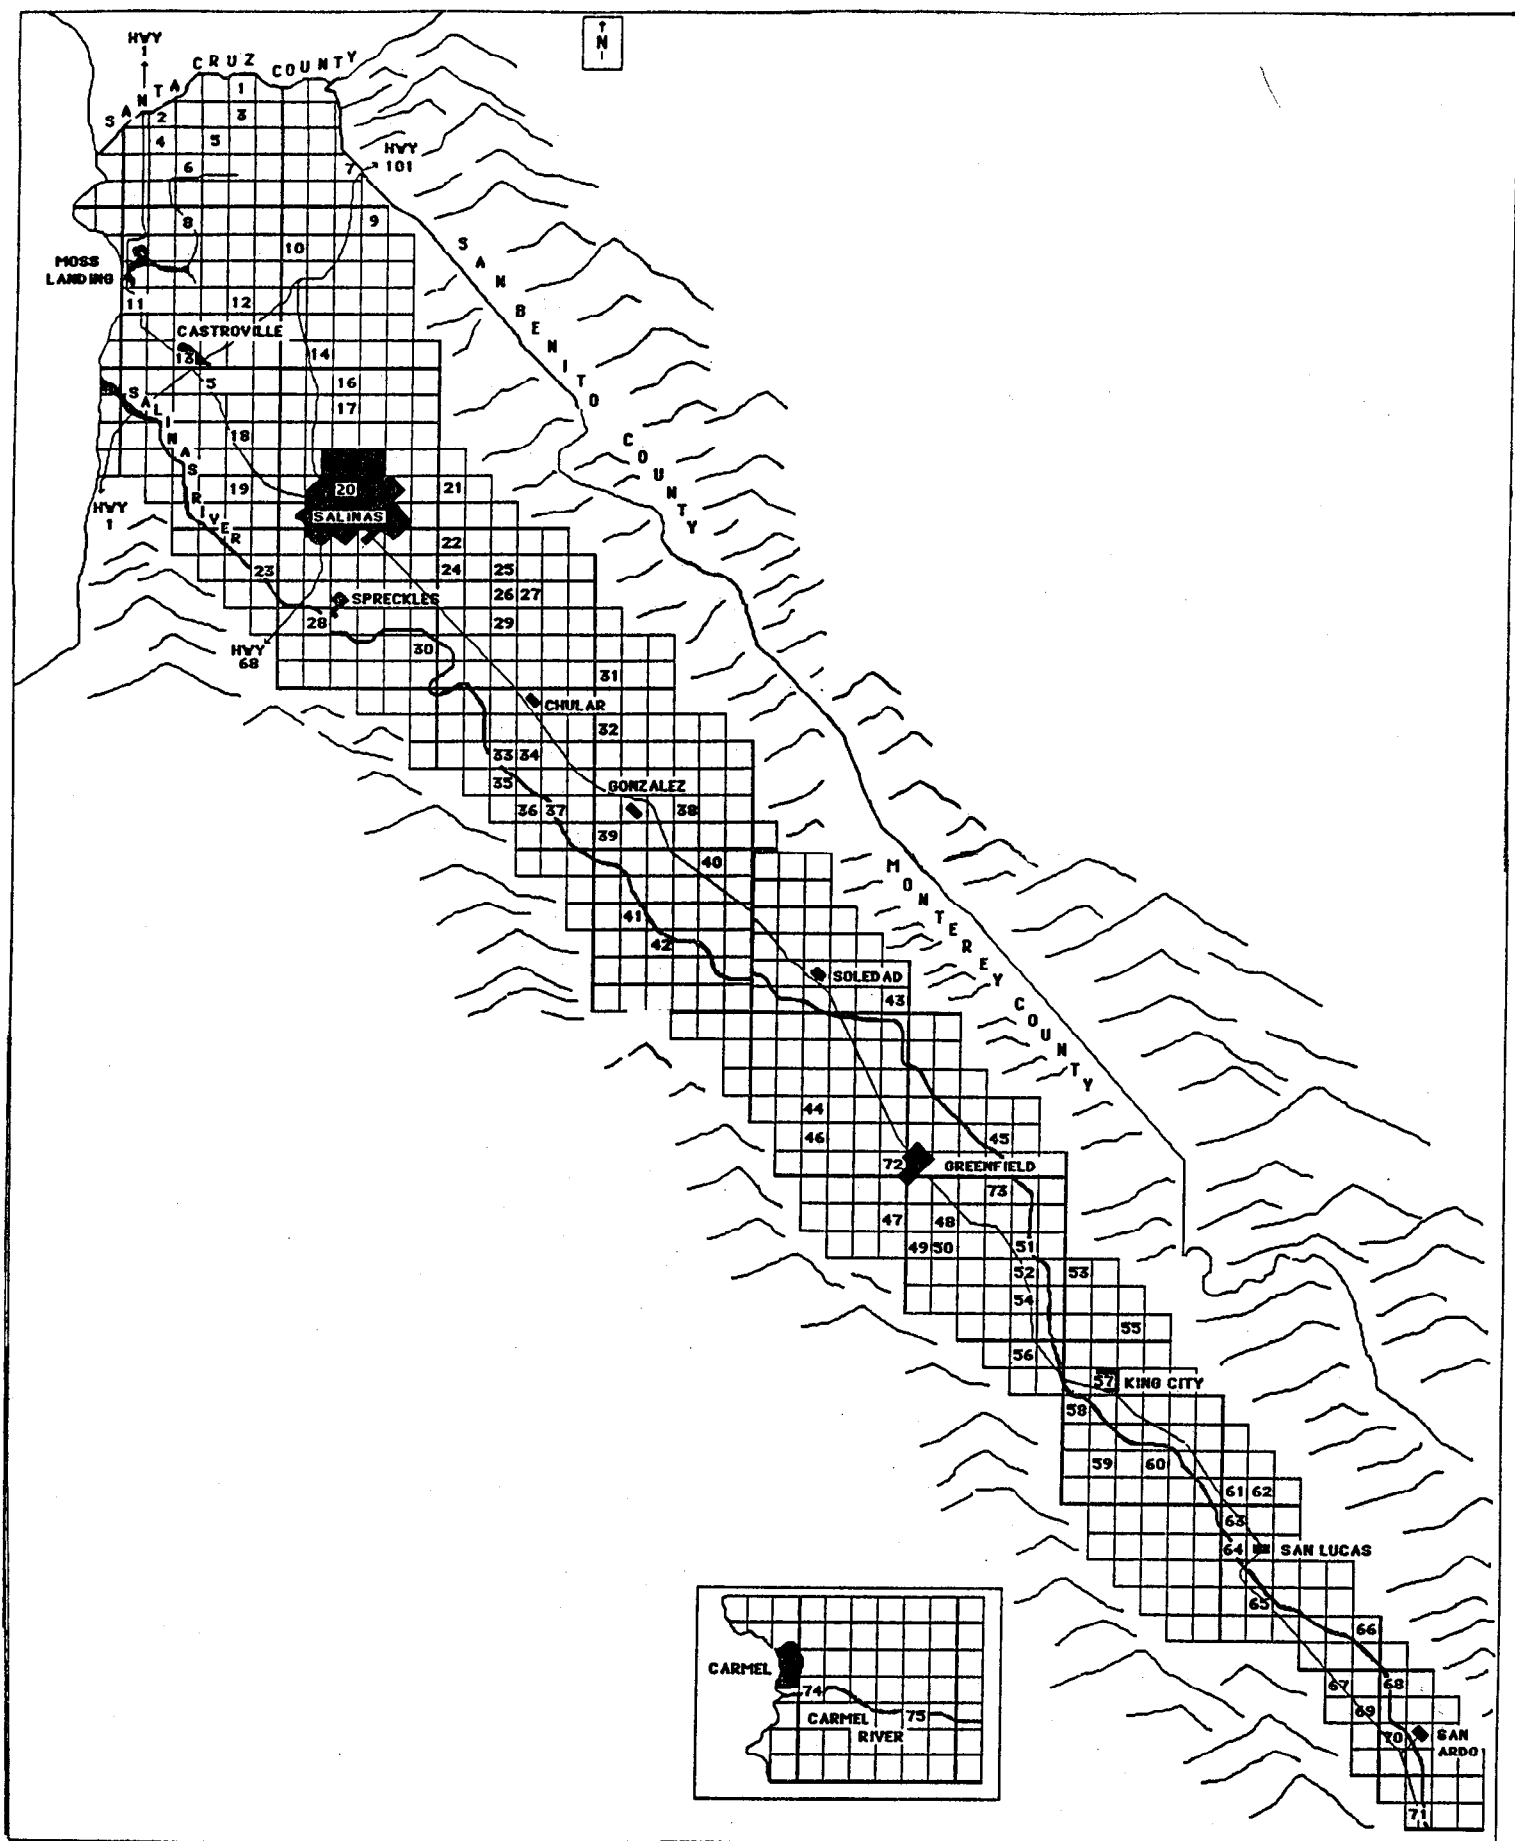 HWY
1
N
SANTA CRUZ COUNTY
1
2 3
4 5
HWY
101
6 7
8 9
10
MOSS
LANDING
11 12
CASTROVILLE
13 14
5 16
17
18
SALINAS RIVER
SAN BENITO COUNTY
19 20 21
HWY
1
SALINAS
22
23 24 25
26 27
SPRECKLES
28 29
HWY
68
30
31
CHULAR
32
33 34
35
GONZALEZ
36 37 38
39
40
MONTEREY COUNTY
41
42
SOLEDAD
43
44
46 45
72 GREENFIELD
73
47 48
49 50 51
52 53
54
55
56
57 KING CITY
58
59 60
61 62
63
64 SAN LUCAS
65
66
67 68
69
70 SAN
ARDO
71
CARMEL
74
CARMEL 75
RIVER